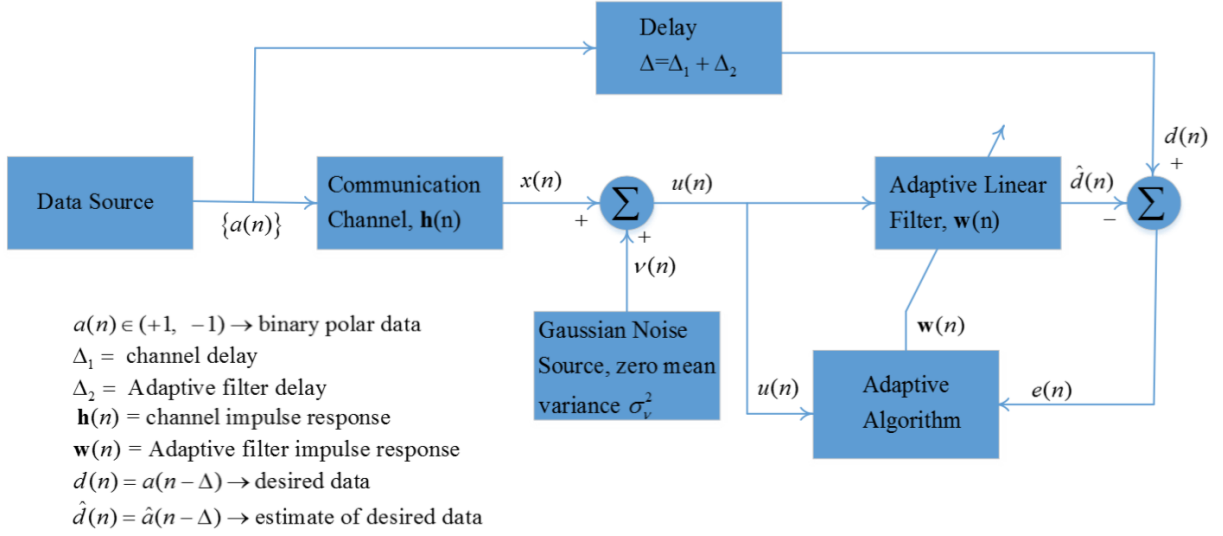 Delay
Δ=Δ₁ + Δ₂
d(n)
+
Data Source
{a(n)}
Communication
Channel, h(n)
x(n)
+
Σ
+
u(n)
Adaptive Linear
Filter, w(n)
d̂(n)
−
Σ
ν(n)
Gaussian Noise
Source, zero mean
variance σ²ᵥ
w(n)
u(n)
Adaptive
Algorithm
e(n)
a(n) ∈ (+1, −1) → binary polar data
Δ₁ = channel delay
Δ₂ = Adaptive filter delay
h(n) = channel impulse response
w(n) = Adaptive filter impulse response
d(n) = a(n − Δ) → desired data
d̂(n) = â(n − Δ) → estimate of desired data